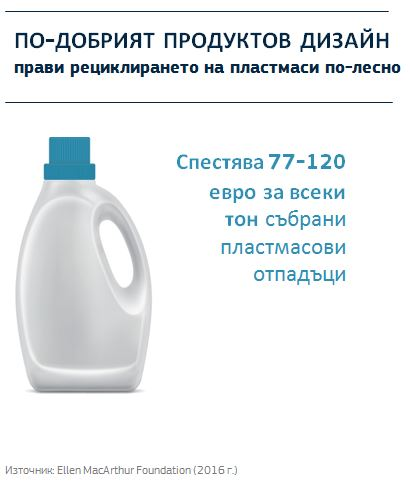 ПО-ДОБРИЯТ ПРОДУКТОВ ДИЗАЙН
прави рециклирането на пластмаси по-лесно
Спестява 77-120
евро за всеки
тон събрани
пластмасови
отпадъци
Източник: Ellen MacArthur Foundation (2016 г.)